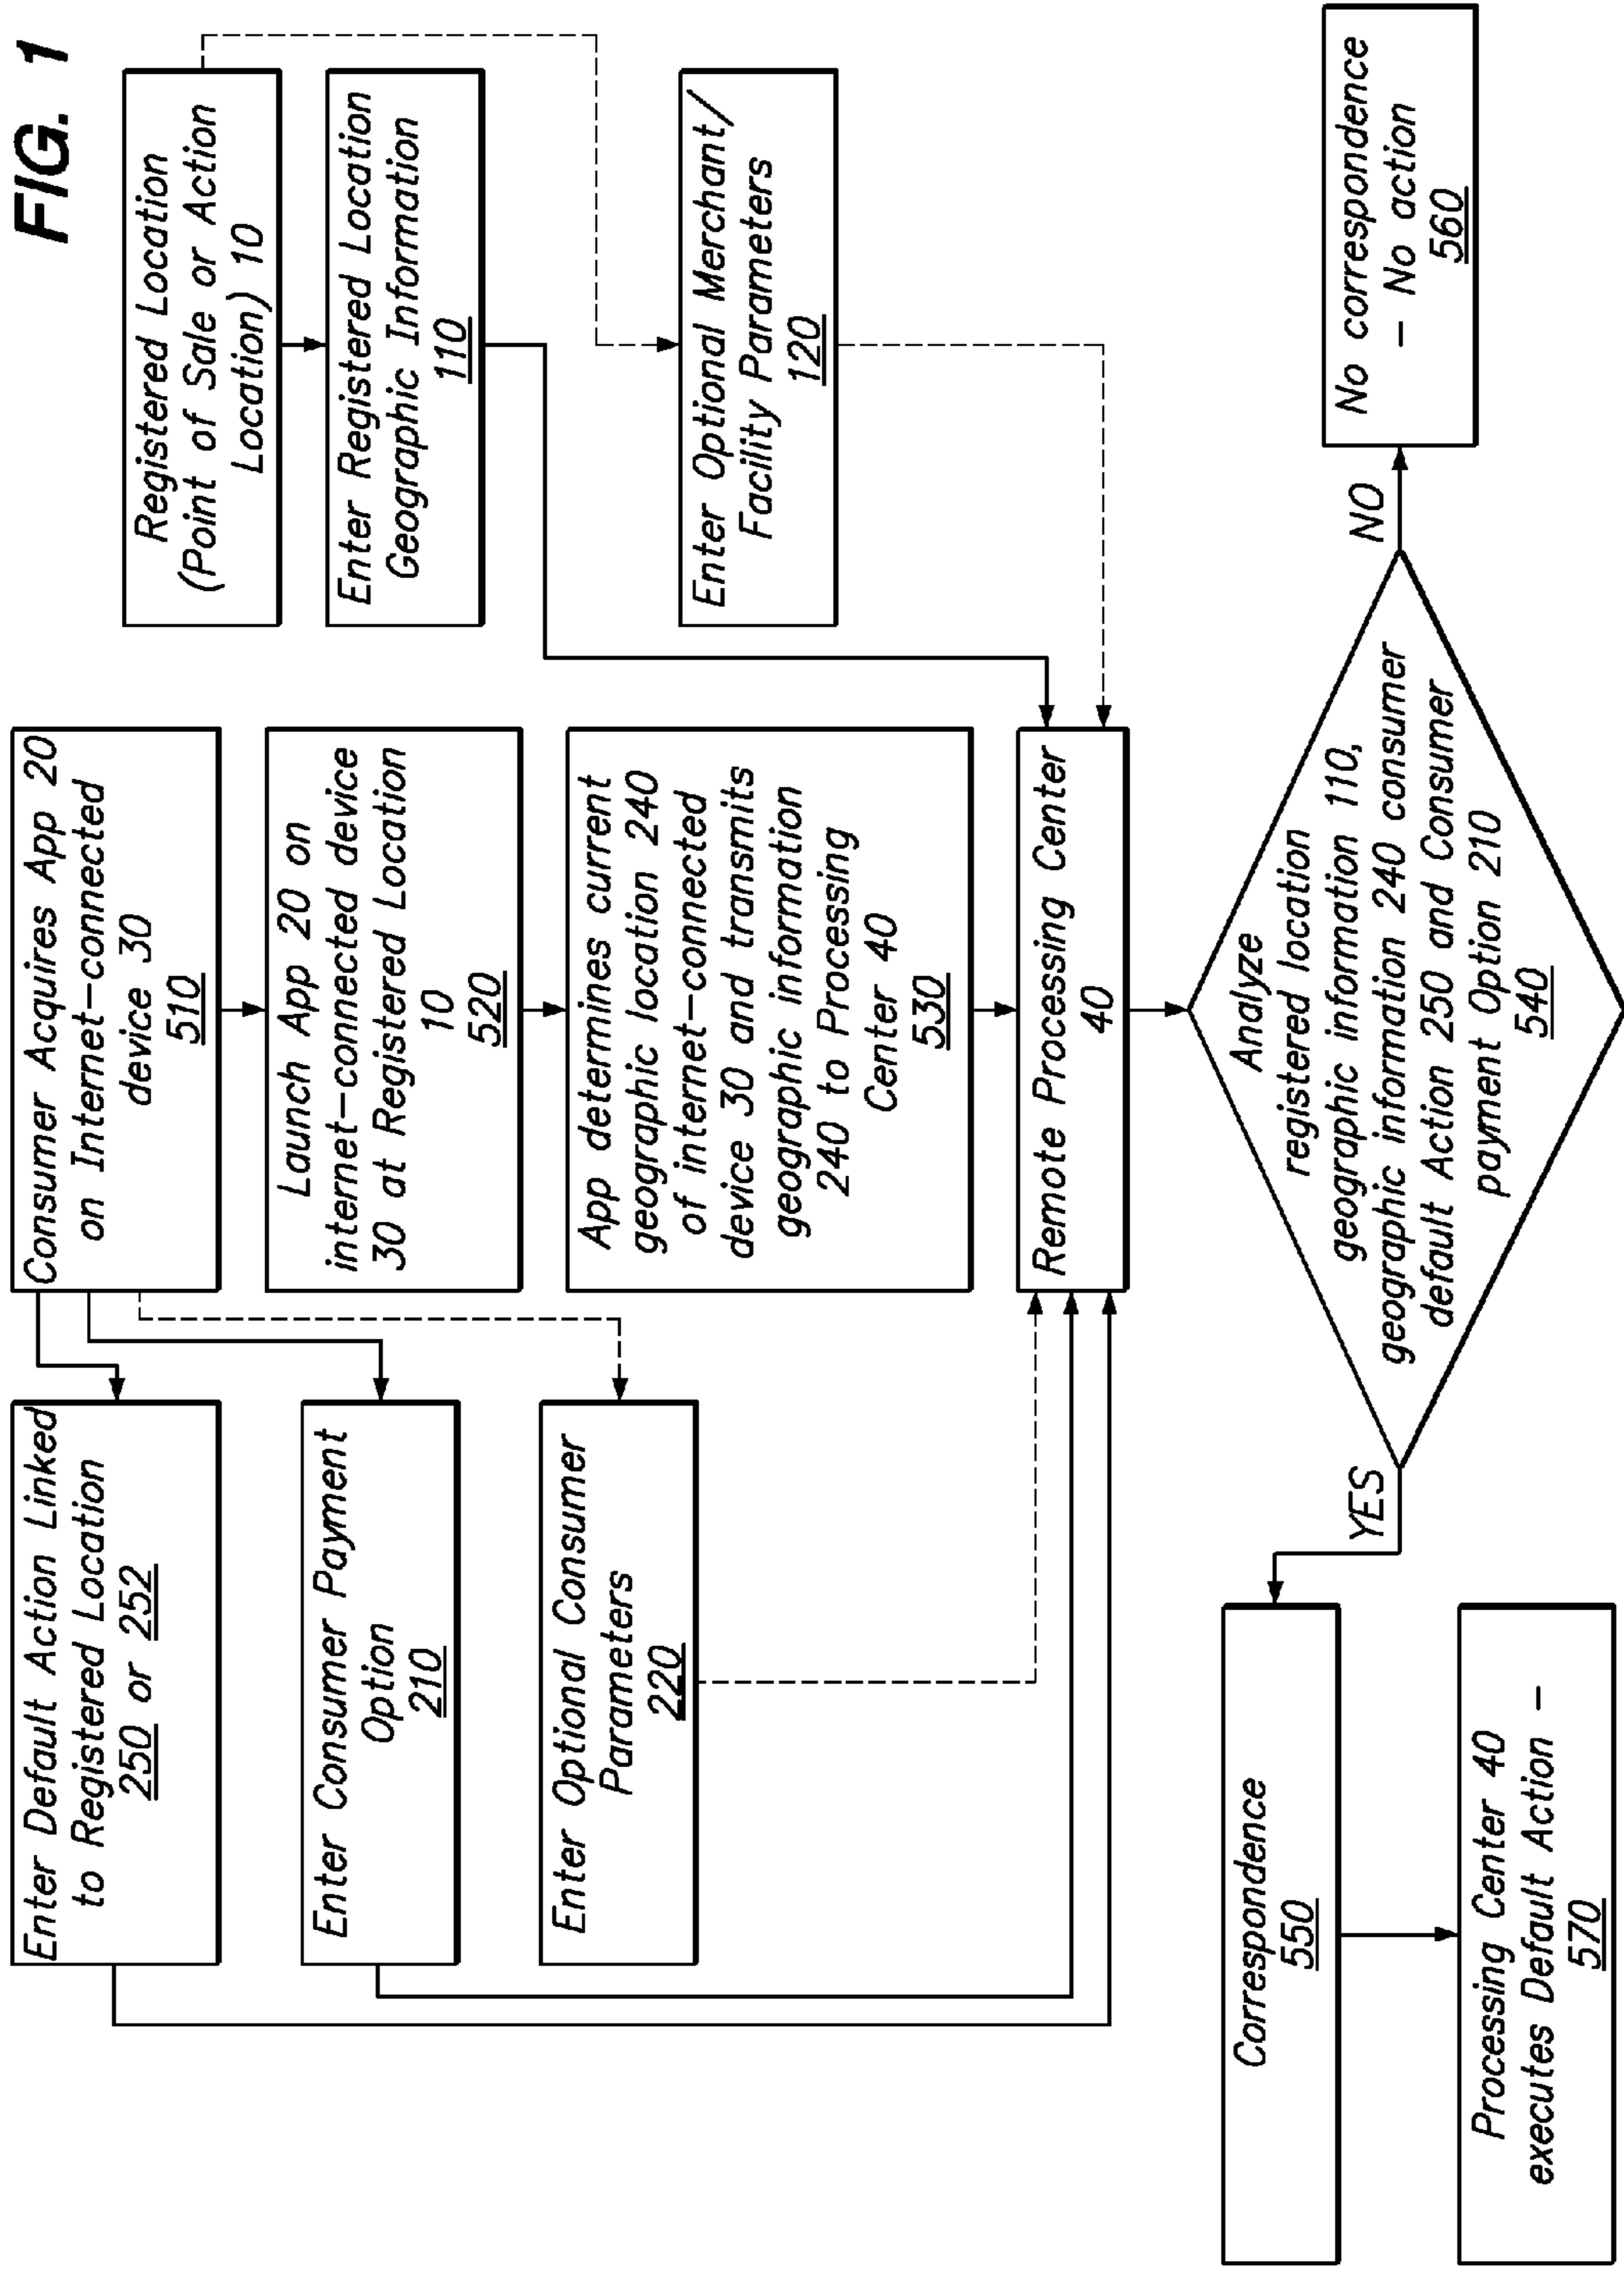 FIG. 1
Enter Default Action Linked
to Registered Location
250 or 252
Consumer Acquires App 20
on Internet-connected
device 30
510
Registered Location
(Point of Sale or Action
Location) 10
Enter Consumer Payment
Option
210
Launch App 20 on
internet-connected device
30 at Registered Location
10
520
Enter Registered Location
Geographic Information
110
Enter Optional Consumer
Parameters
220
App determines current
geographic location 240
of internet-connected
device 30 and transmits
geographic information
240 to Processing
Center 40
530
Enter Optional Merchant/
Facility Parameters
120
Remote Processing Center
40
Analyze
registered location
geographic information 110,
geographic information 240 consumer
default Action 250 and Consumer
payment Option 210
540
YES
NO
Correspondence
550
No correspondence
- No action
560
Processing Center 40
executes Default Action -
570